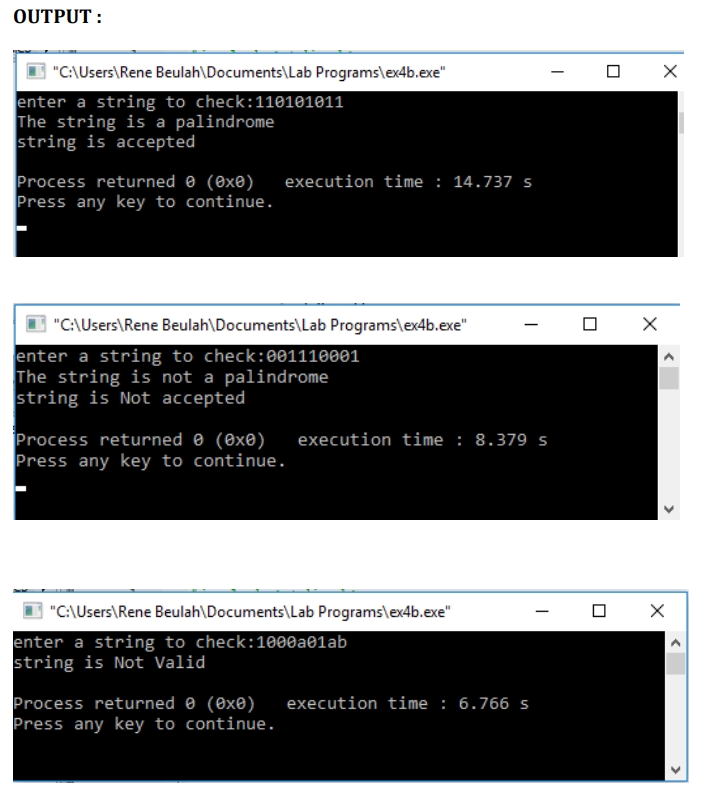 OUTPUT :
"C:\Users\Rene Beulah\Documents\Lab Programs\ex4b.exe"
enter a string to check:110101011
The string is a palindrome
string is accepted
Process returned 0 (0x0)   execution time : 14.737 s
Press any key to continue.
"C:\Users\Rene Beulah\Documents\Lab Programs\ex4b.exe"
enter a string to check:001110001
The string is not a palindrome
string is Not accepted
Process returned 0 (0x0)   execution time : 8.379 s
Press any key to continue.
"C:\Users\Rene Beulah\Documents\Lab Programs\ex4b.exe"
enter a string to check:1000a01ab
string is Not Valid
Process returned 0 (0x0)   execution time : 6.766 s
Press any key to continue.